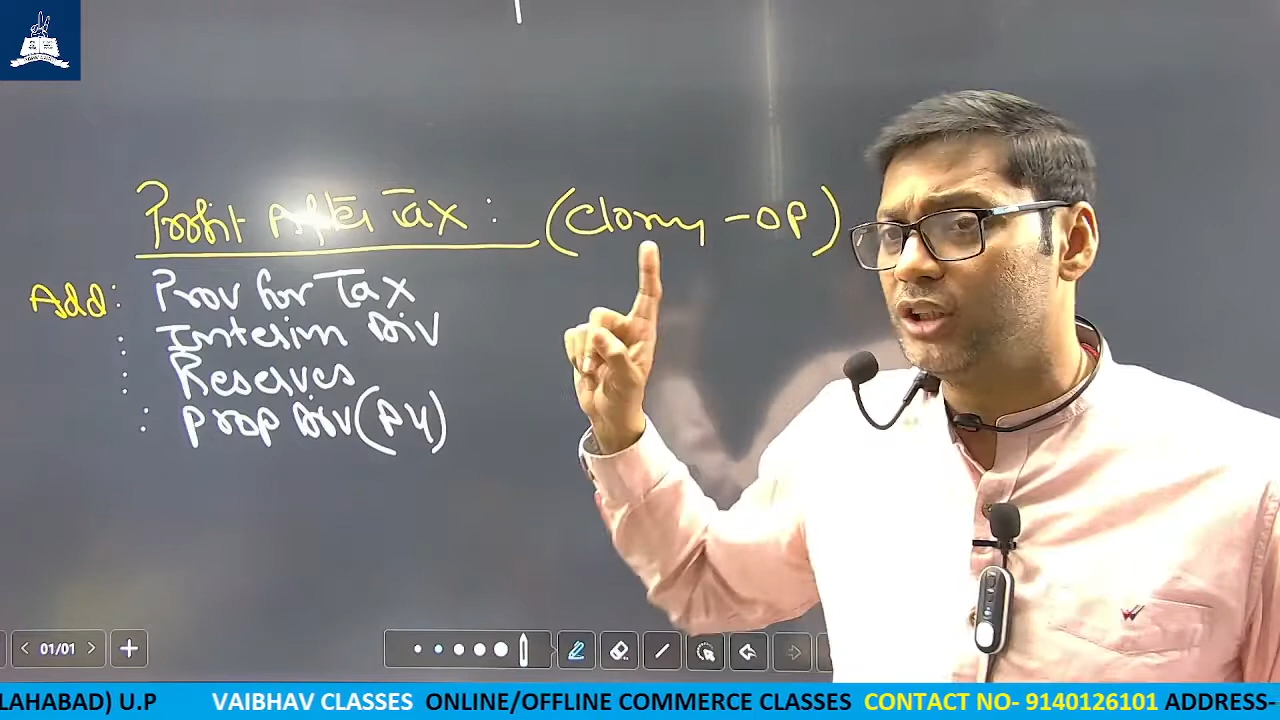 Profit After Tax : (Closing - OP)
Add : Prov for Tax
: Interim Div
: Reserves
: Prop Div (PY)
01/01
LAHABAD) U.P VAIBHAV CLASSES ONLINE/OFFLINE COMMERCE CLASSES CONTACT NO- 9140126101 ADDRESS-